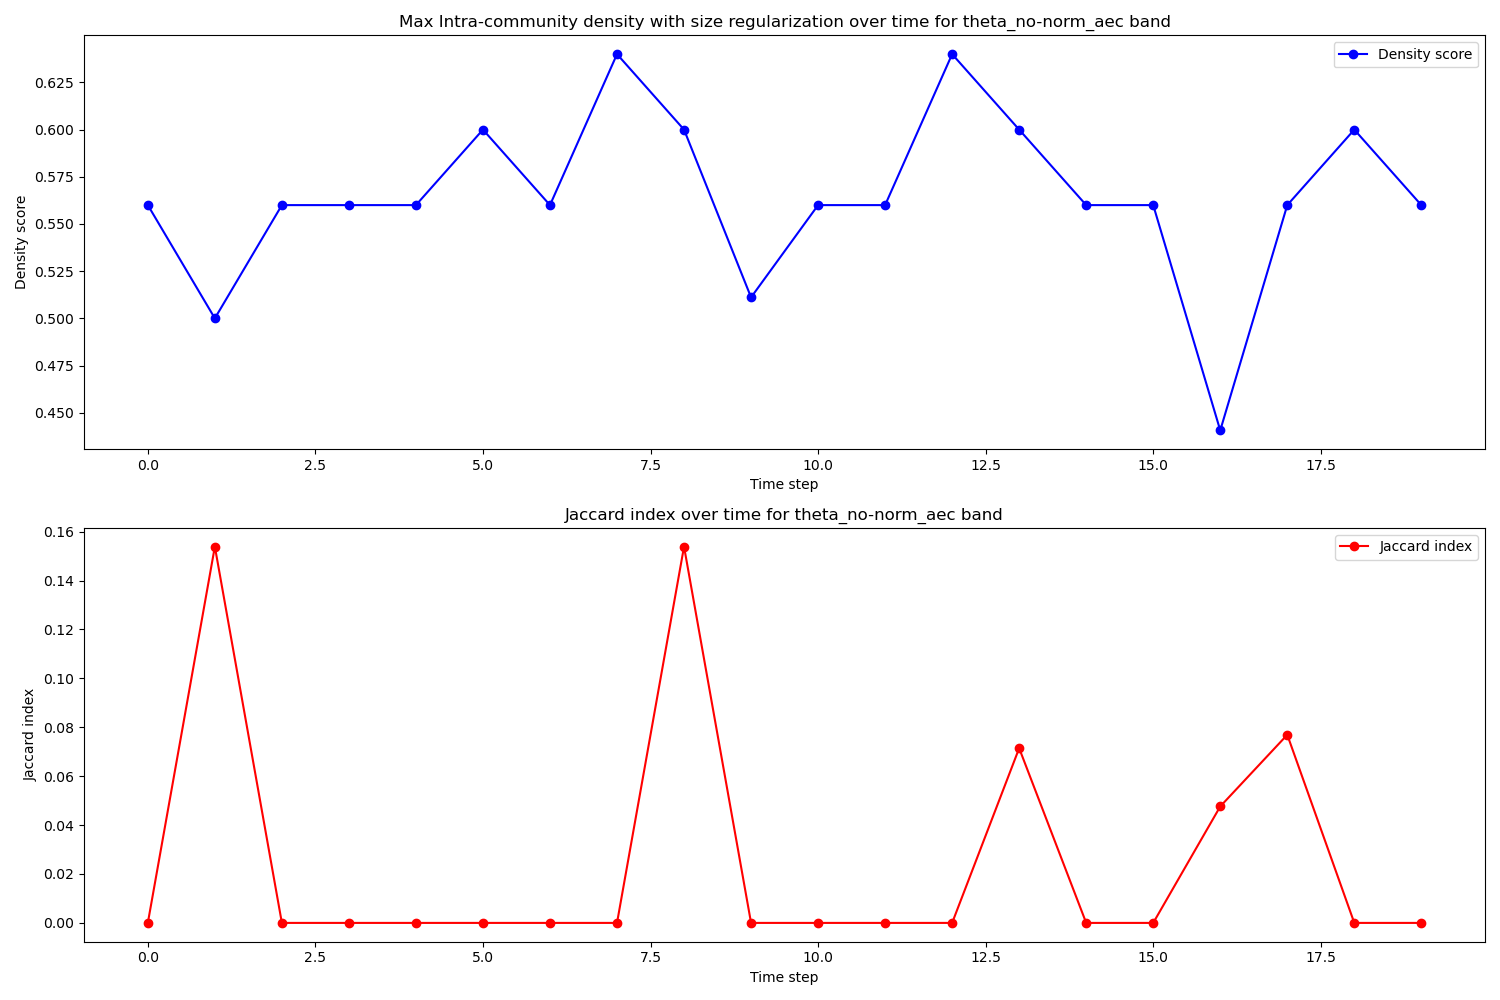 Max Intra-community density with size regularization over time for theta_no-norm_aec band
Density score
0.625
0.600
0.575
0.550
0.525
0.500
0.475
0.450
Density score
0.0 2.5 5.0 7.5 10.0 12.5 15.0 17.5
Time step
Jaccard index over time for theta_no-norm_aec band
Jaccard index
0.16
0.14
0.12
0.10
0.08
0.06
0.04
0.02
0.00
Jaccard index
0.0 2.5 5.0 7.5 10.0 12.5 15.0 17.5
Time step